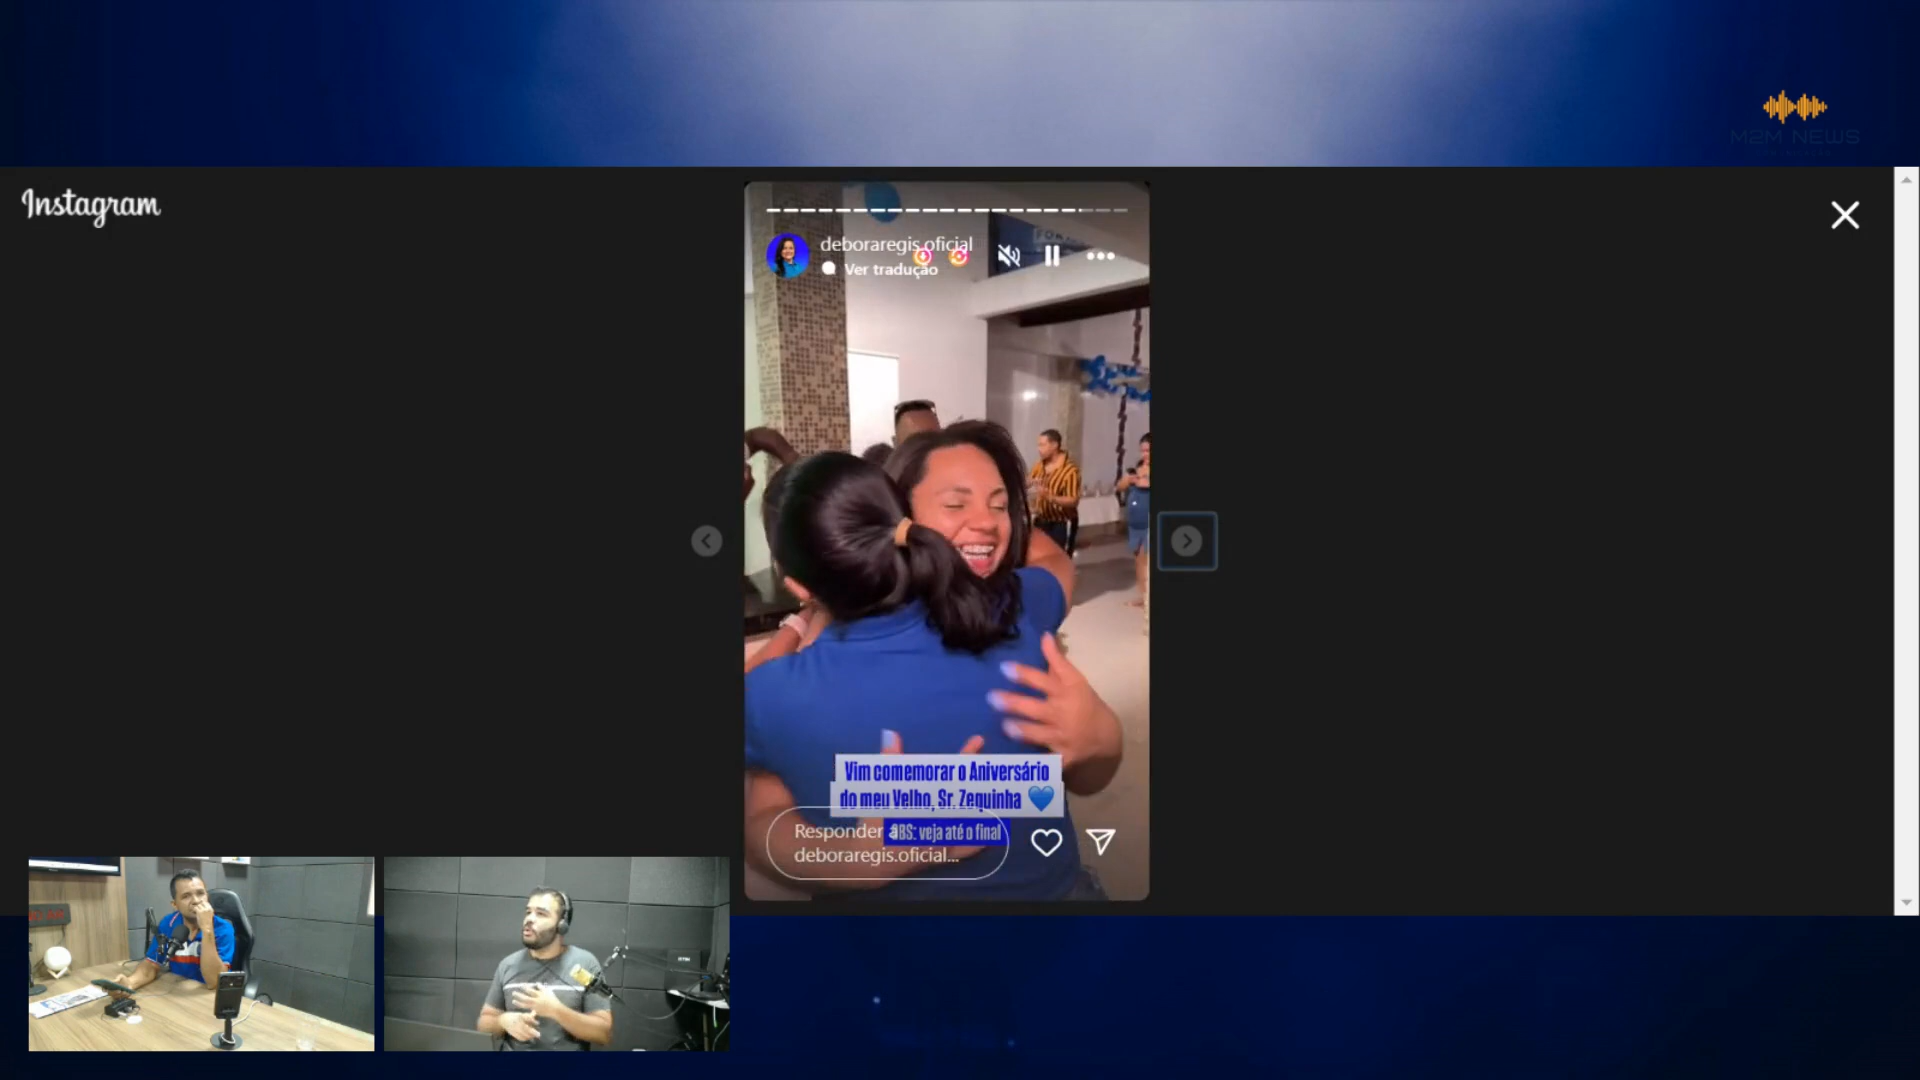 M2M NEWS
Instagram
deboraregis.oficial
Ver tradução
Vim comemorar o Aniversário
do meu Velho, Sr. Zequinha 💙
OBS: veja até o final
Responder a
deboraregis.oficial...